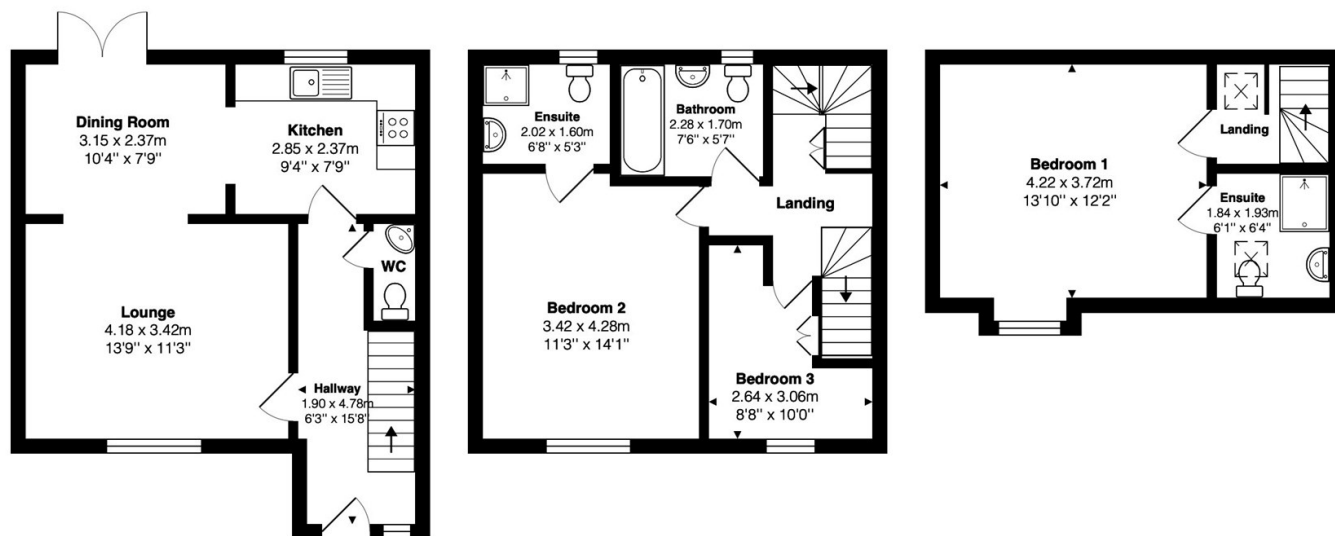 Dining Room
3.15 x 2.37m
10'4'' x 7'9''
Kitchen
2.85 x 2.37m
9'4'' x 7'9''
WC
Lounge
4.18 x 3.42m
13'9'' x 11'3''
Hallway
1.90 x 4.78m
6'3'' x 15'8''
Ensuite
2.02 x 1.60m
6'8'' x 5'3''
Bathroom
2.28 x 1.70m
7'6'' x 5'7''
Landing
Bedroom 2
3.42 x 4.28m
11'3'' x 14'1''
Bedroom 3
2.64 x 3.06m
8'8'' x 10'0''
Bedroom 1
4.22 x 3.72m
13'10'' x 12'2''
Landing
Ensuite
1.84 x 1.93m
6'1'' x 6'4''